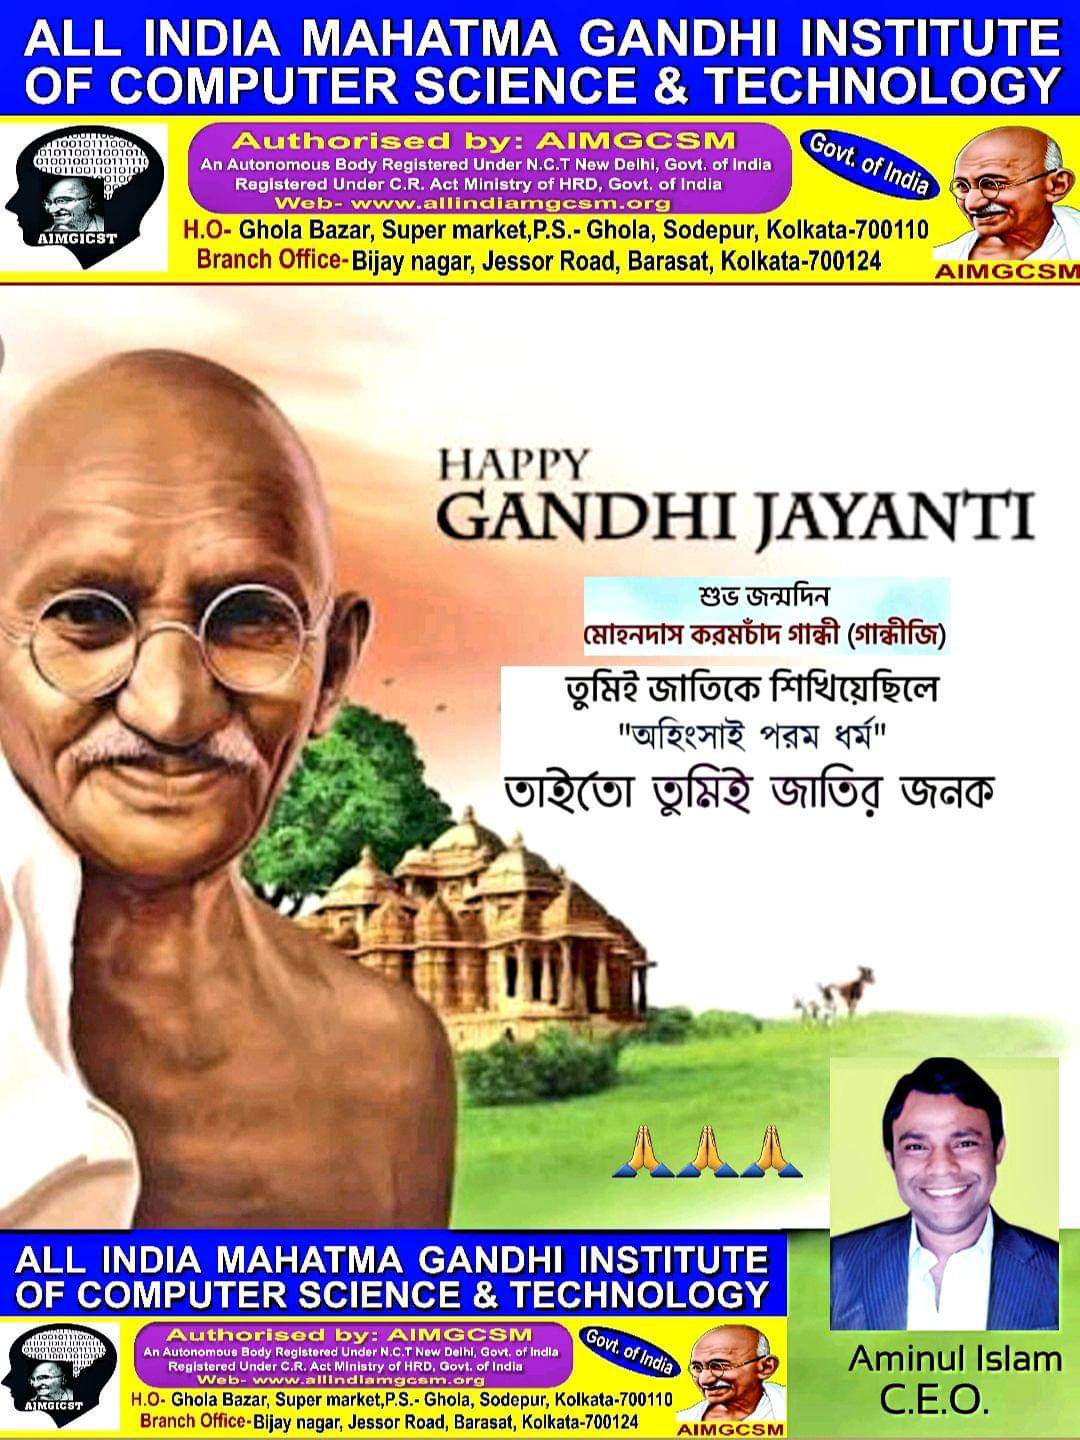 ALL INDIA MAHATMA GANDHI INSTITUTE
OF COMPUTER SCIENCE & TECHNOLOGY
AIMGICST
Authorised by: AIMGCSM
An Autonomous Body Registered Under N.C.T New Delhi, Govt. of India
Registered Under C.R. Act Ministry of HRD, Govt. of India
Web- www.allindiamgcsm.org
Govt. of India
H.O- Ghola Bazar, Super market,P.S.- Ghola, Sodepur, Kolkata-700110
Branch Office-Bijay nagar, Jessor Road, Barasat, Kolkata-700124
AIMGCSM
HAPPY
GANDHI JAYANTI
শুভ জন্মদিন
মোহনদাস করমচাঁদ গান্ধী (গান্ধীজি)
তুমিই জাতিকে শিখিয়েছিলে
"অহিংসাই পরম ধর্ম"
তাইতো তুমিই জাতির জনক
🙏🙏🙏
ALL INDIA MAHATMA GANDHI INSTITUTE
OF COMPUTER SCIENCE & TECHNOLOGY
AIMGICST
Authorised by: AIMGCSM
An Autonomous Body Registered Under N.C.T New Delhi, Govt. of India
Registered Under C.R. Act Ministry of HRD, Govt. of India
Web- www.allindiamgcsm.org
Govt. of India
H.O- Ghola Bazar, Super market,P.S.- Ghola, Sodepur, Kolkata-700110
Branch Office-Bijay nagar, Jessor Road, Barasat, Kolkata-700124
AIMGCSM
Aminul Islam
C.E.O.